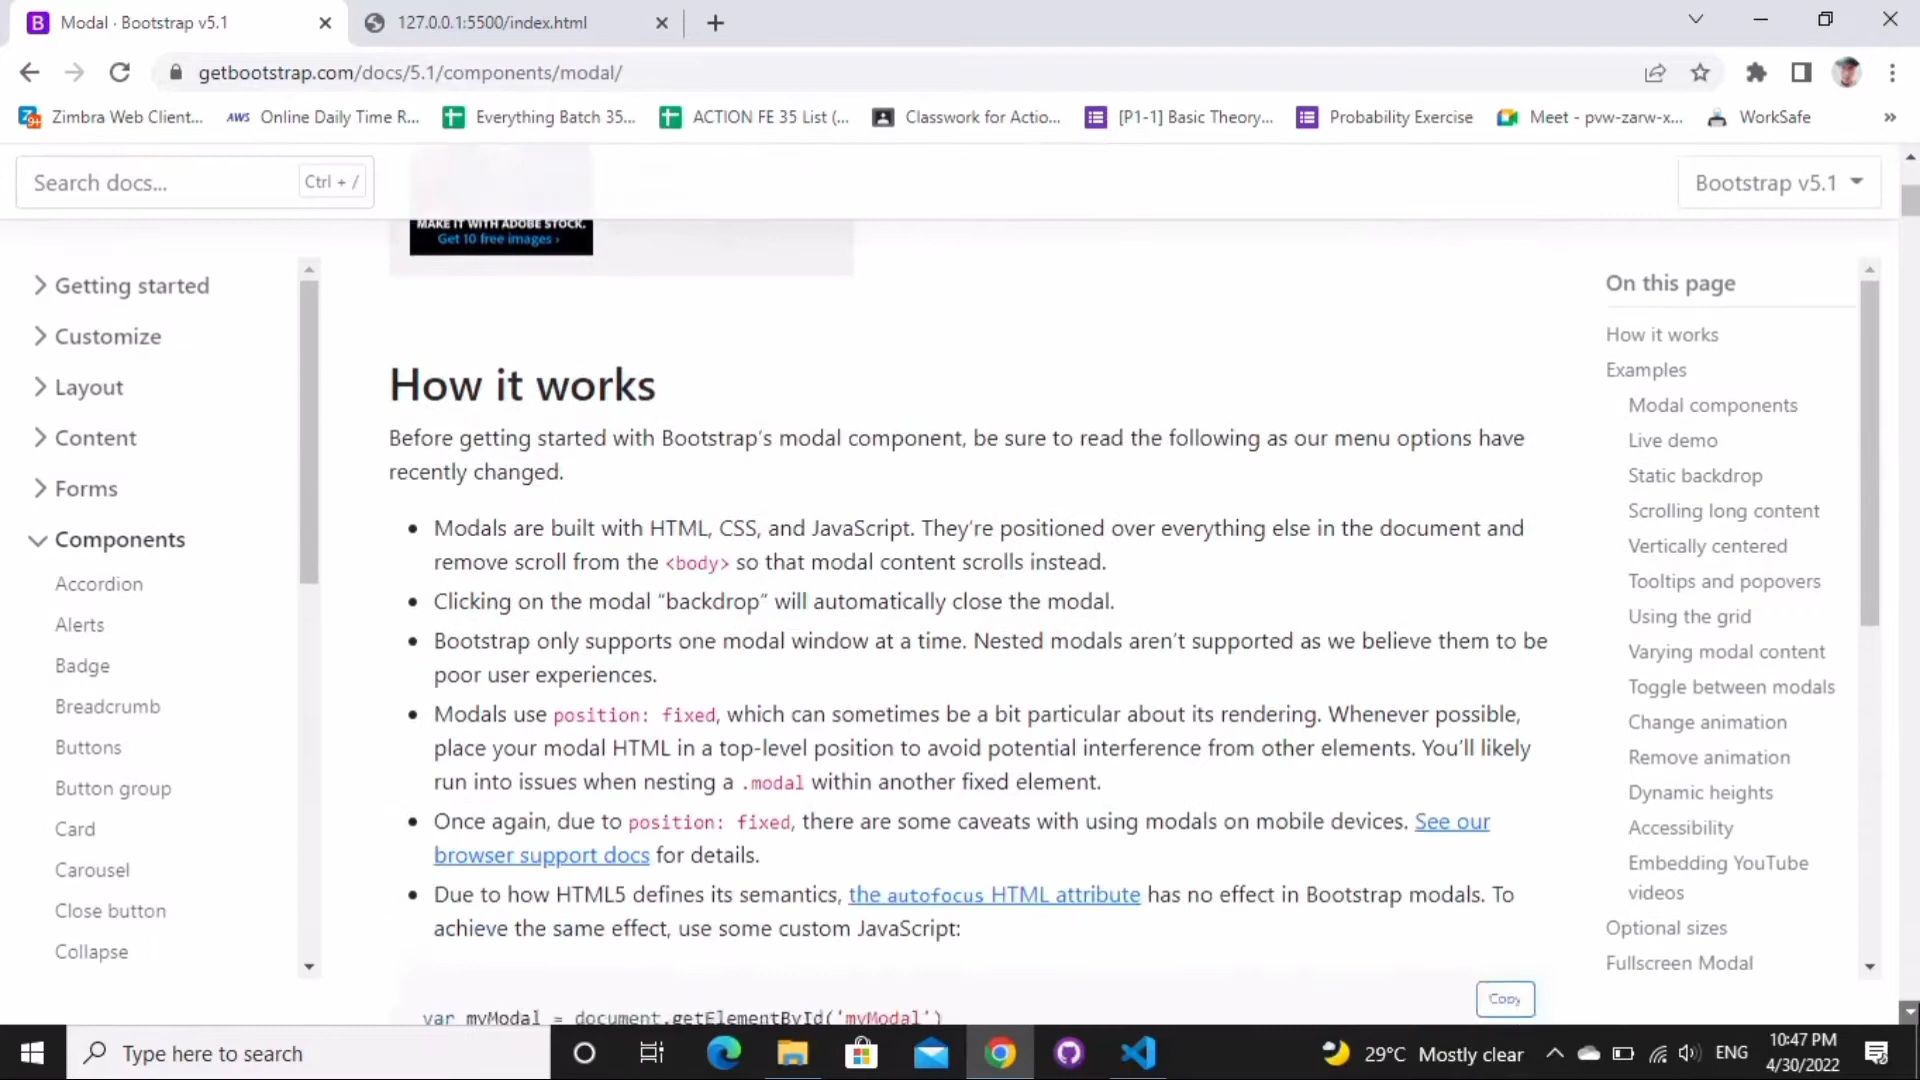 Modal · Bootstrap v5.1
127.0.0.1:5500/index.html
getbootstrap.com/docs/5.1/components/modal/
Zimbra Web Client...
Online Daily Time R...
Everything Batch 35...
ACTION FE 35 List (...
Classwork for Actio...
[P1-1] Basic Theory...
Probability Exercise
Meet - pvw-zarw-x...
WorkSafe
»
Search docs...
Ctrl + /
Bootstrap v5.1
MAKE IT WITH ADOBE STOCK.
Get 10 free images ›
Getting started
Customize
Layout
Content
Forms
Components
Accordion
Alerts
Badge
Breadcrumb
Buttons
Button group
Card
Carousel
Close button
Collapse
How it works
Before getting started with Bootstrap's modal component, be sure to read the following as our menu options have
recently changed.
• Modals are built with HTML, CSS, and JavaScript. They're positioned over everything else in the document and
remove scroll from the <body> so that modal content scrolls instead.
• Clicking on the modal “backdrop” will automatically close the modal.
• Bootstrap only supports one modal window at a time. Nested modals aren't supported as we believe them to be
poor user experiences.
• Modals use position: fixed, which can sometimes be a bit particular about its rendering. Whenever possible,
place your modal HTML in a top-level position to avoid potential interference from other elements. You'll likely
run into issues when nesting a .modal within another fixed element.
• Once again, due to position: fixed, there are some caveats with using modals on mobile devices. See our
browser support docs for details.
• Due to how HTML5 defines its semantics, the autofocus HTML attribute has no effect in Bootstrap modals. To
achieve the same effect, use some custom JavaScript:
Copy
var myModal = document.getElementById('myModal')
On this page
How it works
Examples
Modal components
Live demo
Static backdrop
Scrolling long content
Vertically centered
Tooltips and popovers
Using the grid
Varying modal content
Toggle between modals
Change animation
Remove animation
Dynamic heights
Accessibility
Embedding YouTube
videos
Optional sizes
Fullscreen Modal
Type here to search
29°C Mostly clear
ENG
10:47 PM
4/30/2022